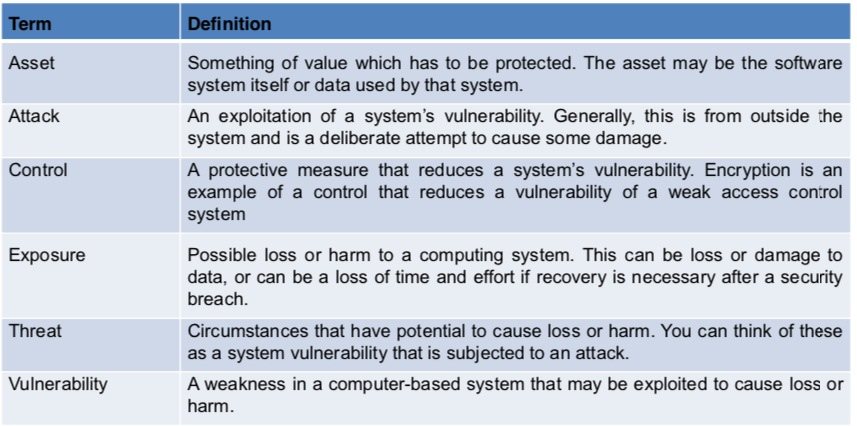 Term Definition
Asset Something of value which has to be protected. The asset may be the software
system itself or data used by that system.
Attack An exploitation of a system's vulnerability. Generally, this is from outside the
system and is a deliberate attempt to cause some damage.
Control A protective measure that reduces a system's vulnerability. Encryption is an
example of a control that reduces a vulnerability of a weak access control
system
Exposure Possible loss or harm to a computing system. This can be loss or damage to
data, or can be a loss of time and effort if recovery is necessary after a security
breach.
Threat Circumstances that have potential to cause loss or harm. You can think of these
as a system vulnerability that is subjected to an attack.
Vulnerability A weakness in a computer-based system that may be exploited to cause loss or
harm.